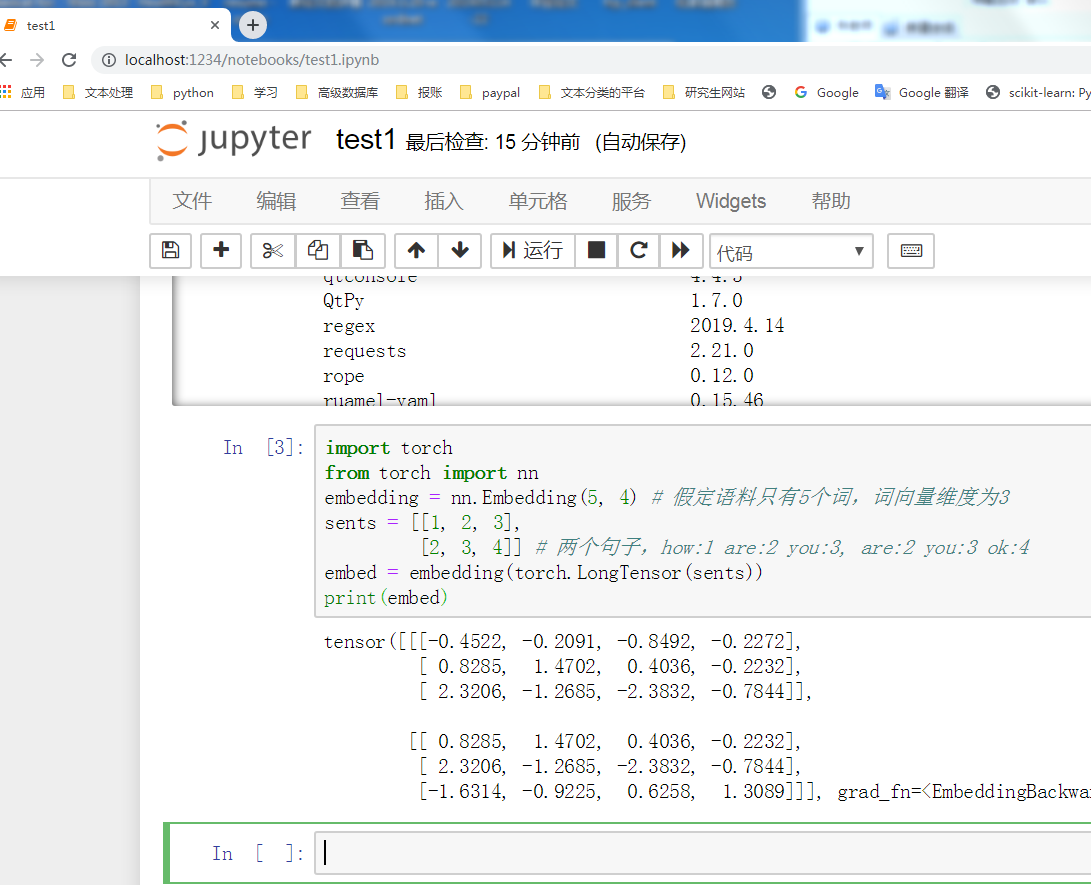 test1
localhost:1234/notebooks/test1.ipynb
应用 文本处理 python 学习 高级数据库 报账 paypal 文本分类的平台 研究生网站 Google Google 翻译 scikit-learn: Py
jupyter test1 最后检查: 15 分钟前 (自动保存)
文件 编辑 查看 插入 单元格 服务 Widgets 帮助
运行 代码
qtconsole 4.4.3
QtPy 1.7.0
regex 2019.4.14
requests 2.21.0
rope 0.12.0
ruamel-yaml 0.15.46
In [3]: import torch
from torch import nn
embedding = nn.Embedding(5, 4) # 假定语料只有5个词，词向量维度为3
sents = [[1, 2, 3],
[2, 3, 4]] # 两个句子，how:1 are:2 you:3, are:2 you:3 ok:4
embed = embedding(torch.LongTensor(sents))
print(embed)
tensor([[[-0.4522, -0.2091, -0.8492, -0.2272],
[ 0.8285, 1.4702, 0.4036, -0.2232],
[ 2.3206, -1.2685, -2.3832, -0.7844]],
[[ 0.8285, 1.4702, 0.4036, -0.2232],
[ 2.3206, -1.2685, -2.3832, -0.7844],
[-1.6314, -0.9225, 0.6258, 1.3089]]], grad_fn=<EmbeddingBackwa
In [ ]: